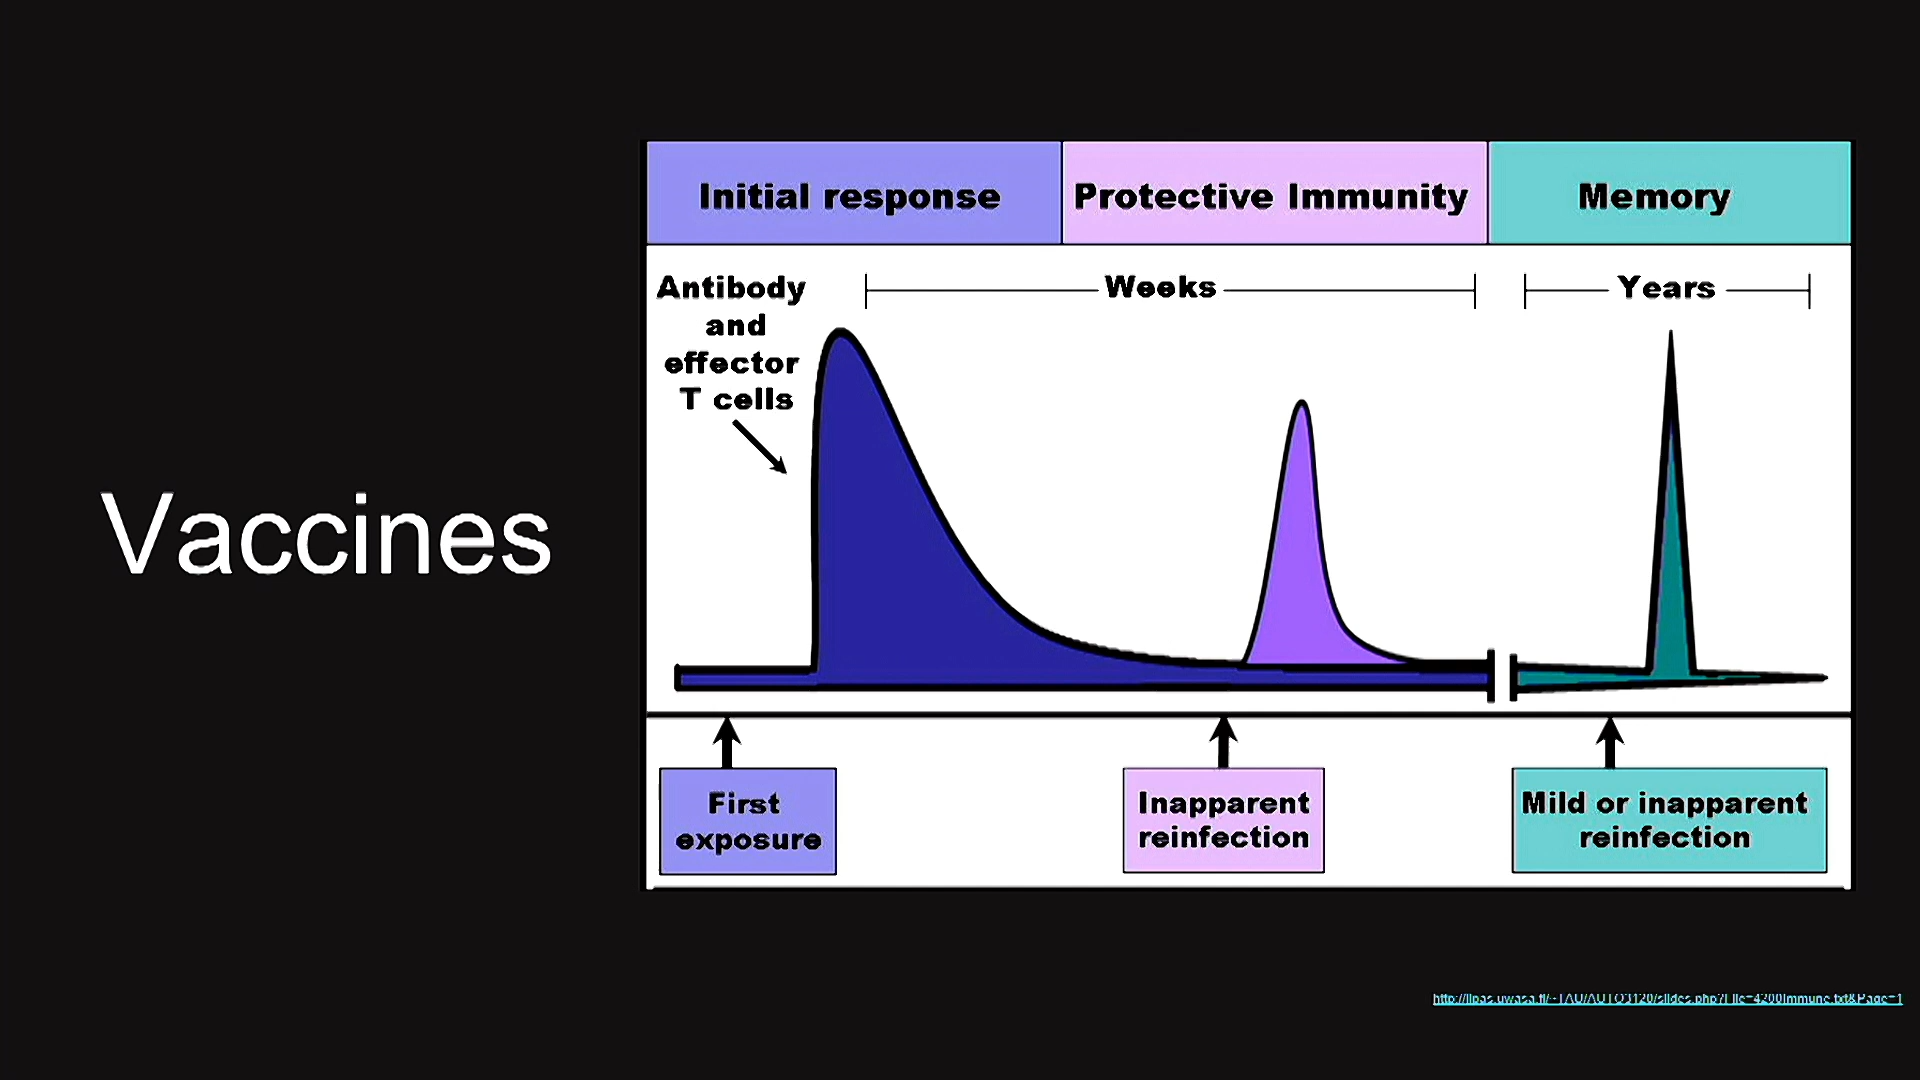 Vaccines
Initial response
Protective Immunity
Memory
Antibody
and
effector
T cells
Weeks
Years
First
exposure
Inapparent
reinfection
Mild or inapparent
reinfection